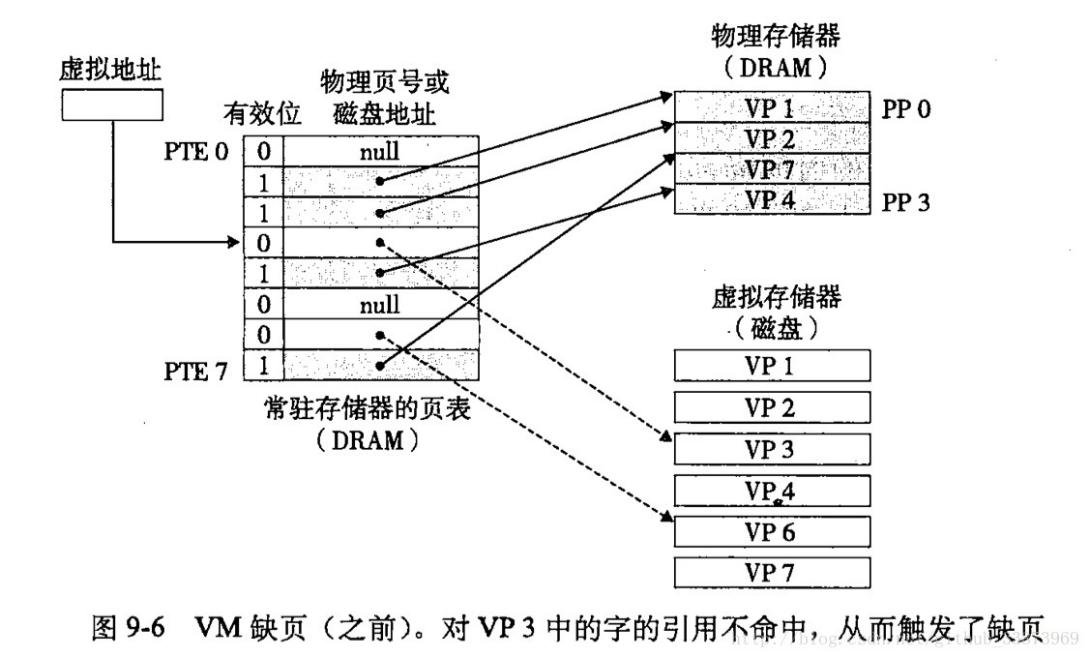 虚拟地址
有效位
物理页号或
磁盘地址
PTE 0
0
null
1
1
0
1
0
null
0
PTE 7
1
常驻存储器的页表
(DRAM)
物理存储器
(DRAM)
VP 1
PP 0
VP 2
VP 7
VP 4
PP 3
虚拟存储器
(磁盘)
VP 1
VP 2
VP 3
VP 4
VP 6
VP 7
图 9-6 VM 缺页（之前）。对 VP 3 中的字的引用不命中，从而触发了缺页